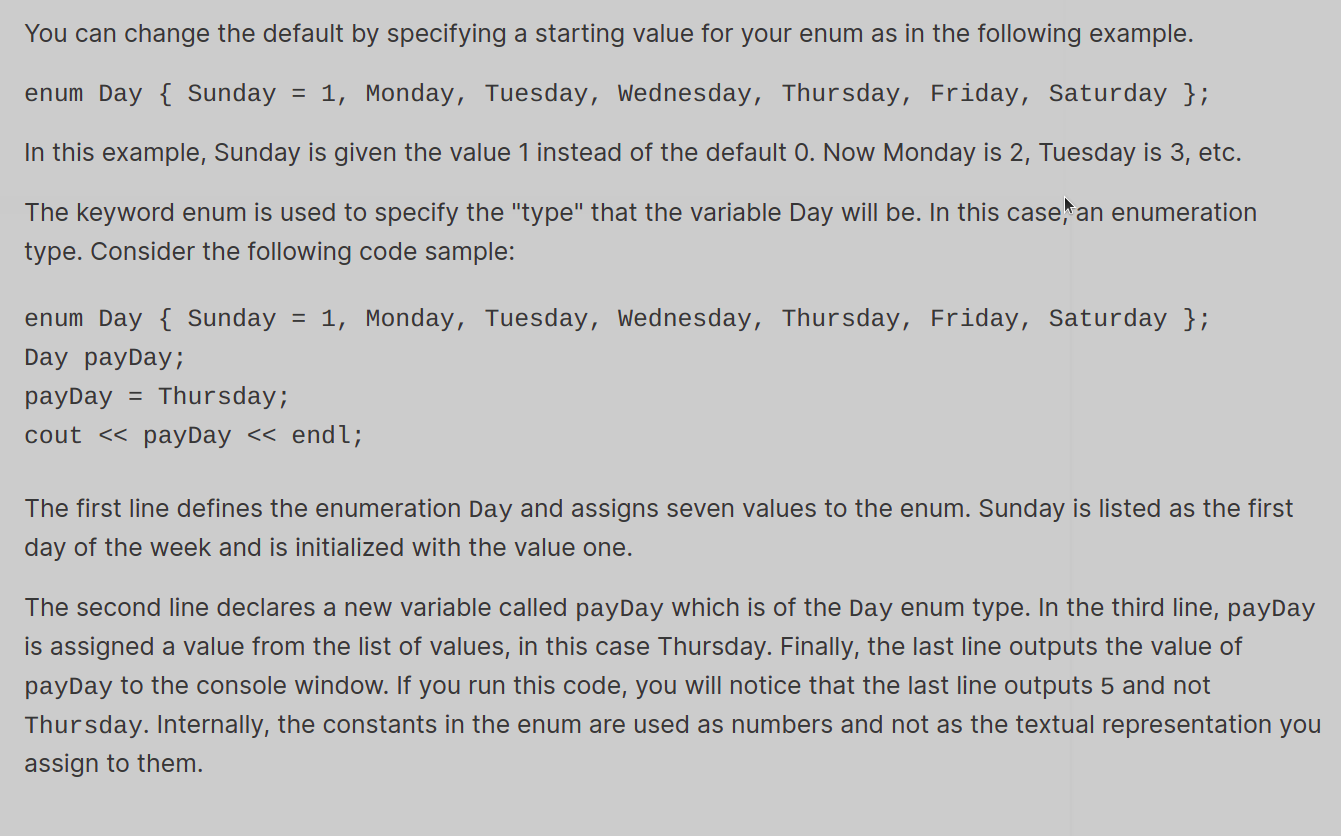 You can change the default by specifying a starting value for your enum as in the following example.
enum Day { Sunday = 1, Monday, Tuesday, Wednesday, Thursday, Friday, Saturday };
In this example, Sunday is given the value 1 instead of the default 0. Now Monday is 2, Tuesday is 3, etc.
The keyword enum is used to specify the "type" that the variable Day will be. In this case, an enumeration
type. Consider the following code sample:
enum Day { Sunday = 1, Monday, Tuesday, Wednesday, Thursday, Friday, Saturday };
Day payDay;
payDay = Thursday;
cout << payDay << endl;
The first line defines the enumeration Day and assigns seven values to the enum. Sunday is listed as the first
day of the week and is initialized with the value one.
The second line declares a new variable called payDay which is of the Day enum type. In the third line, payDay
is assigned a value from the list of values, in this case Thursday. Finally, the last line outputs the value of
payDay to the console window. If you run this code, you will notice that the last line outputs 5 and not
Thursday. Internally, the constants in the enum are used as numbers and not as the textual representation you
assign to them.